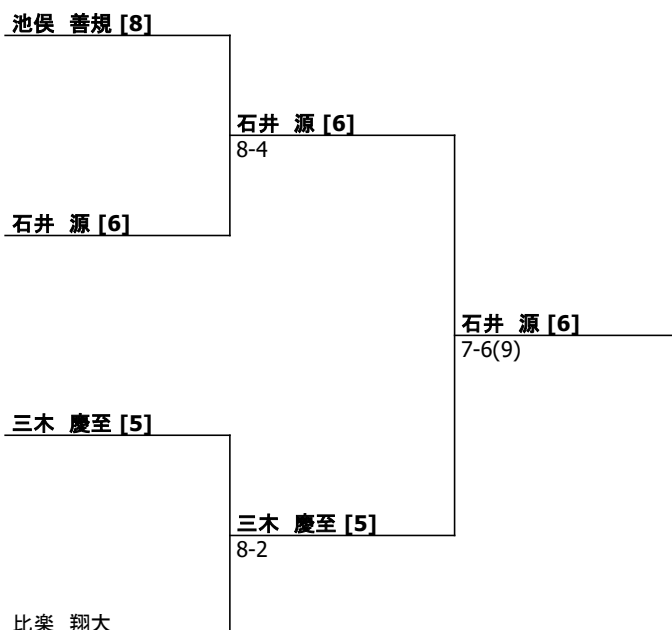 池俣 善規 [8]
石井 源 [6]
8-4
石井 源 [6]
石井 源 [6]
7-6(9)
三木 慶至 [5]
三木 慶至 [5]
8-2
比楽 翔大